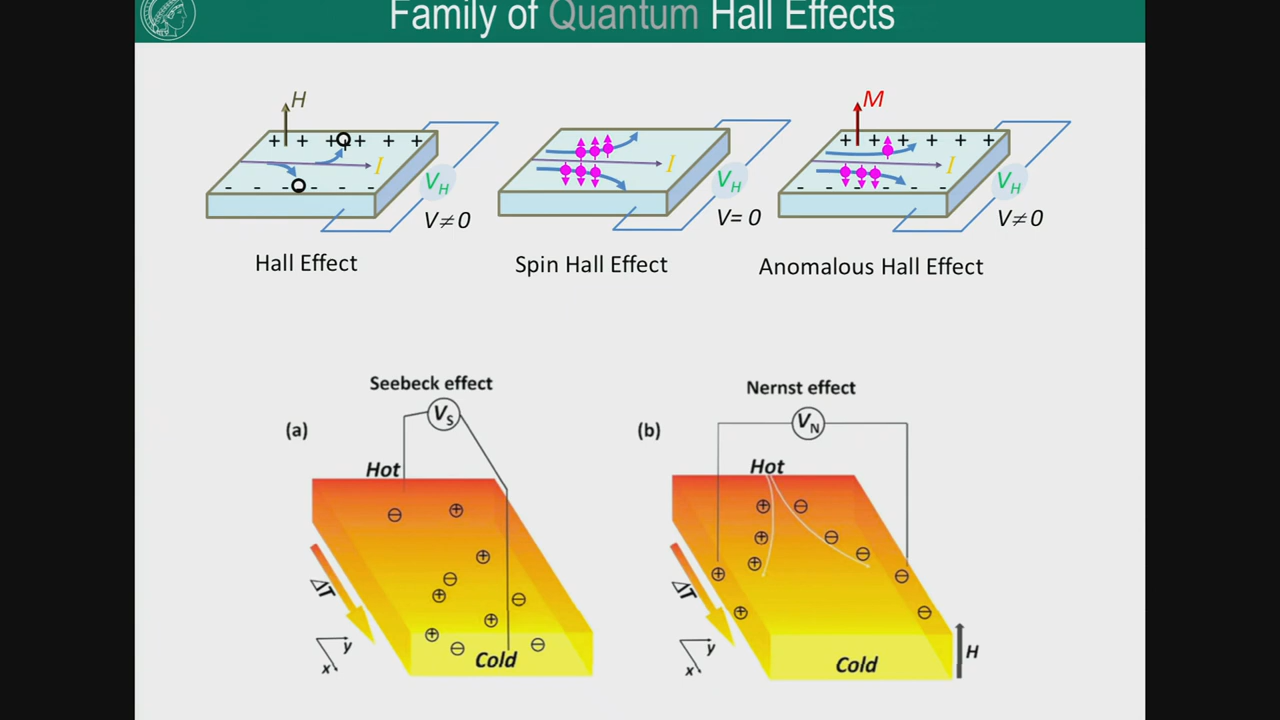 Family of Quantum Hall Effects
H
+ + + + + +
I
- - - - - -
V_H
V≠0
Hall Effect
I
V_H
V= 0
Spin Hall Effect
M
+ + + + +
I
- - - - - -
V_H
V≠0
Anomalous Hall Effect
Seebeck effect
(a)
V_S
Hot
ΔT
y
x
Cold
Nernst effect
(b)
V_N
Hot
ΔT
y
x
Cold
H